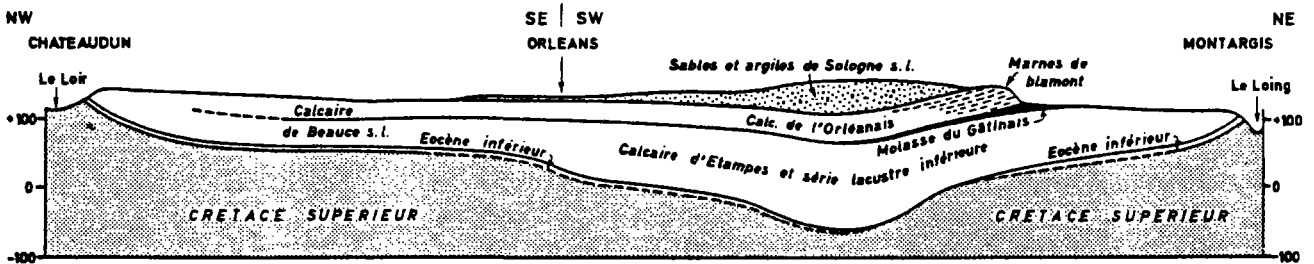 NW
SE | SW
NE
CHATEAUDUN
ORLEANS
MONTARGIS
Le Loir
Sables et argiles de Sologne s.l.
Marnes de
blamont
Le Loing
+100
Calcaire
de Beauce s.l.
Calc. de l'Orléanais
Molasse du Gâtinais
+100
Eocène inférieur
Calcaire d'Etampes et série lacustre inférieure
Eocène inférieur
0
0
CRETACE SUPERIEUR
CRETACE SUPERIEUR
-100
-100